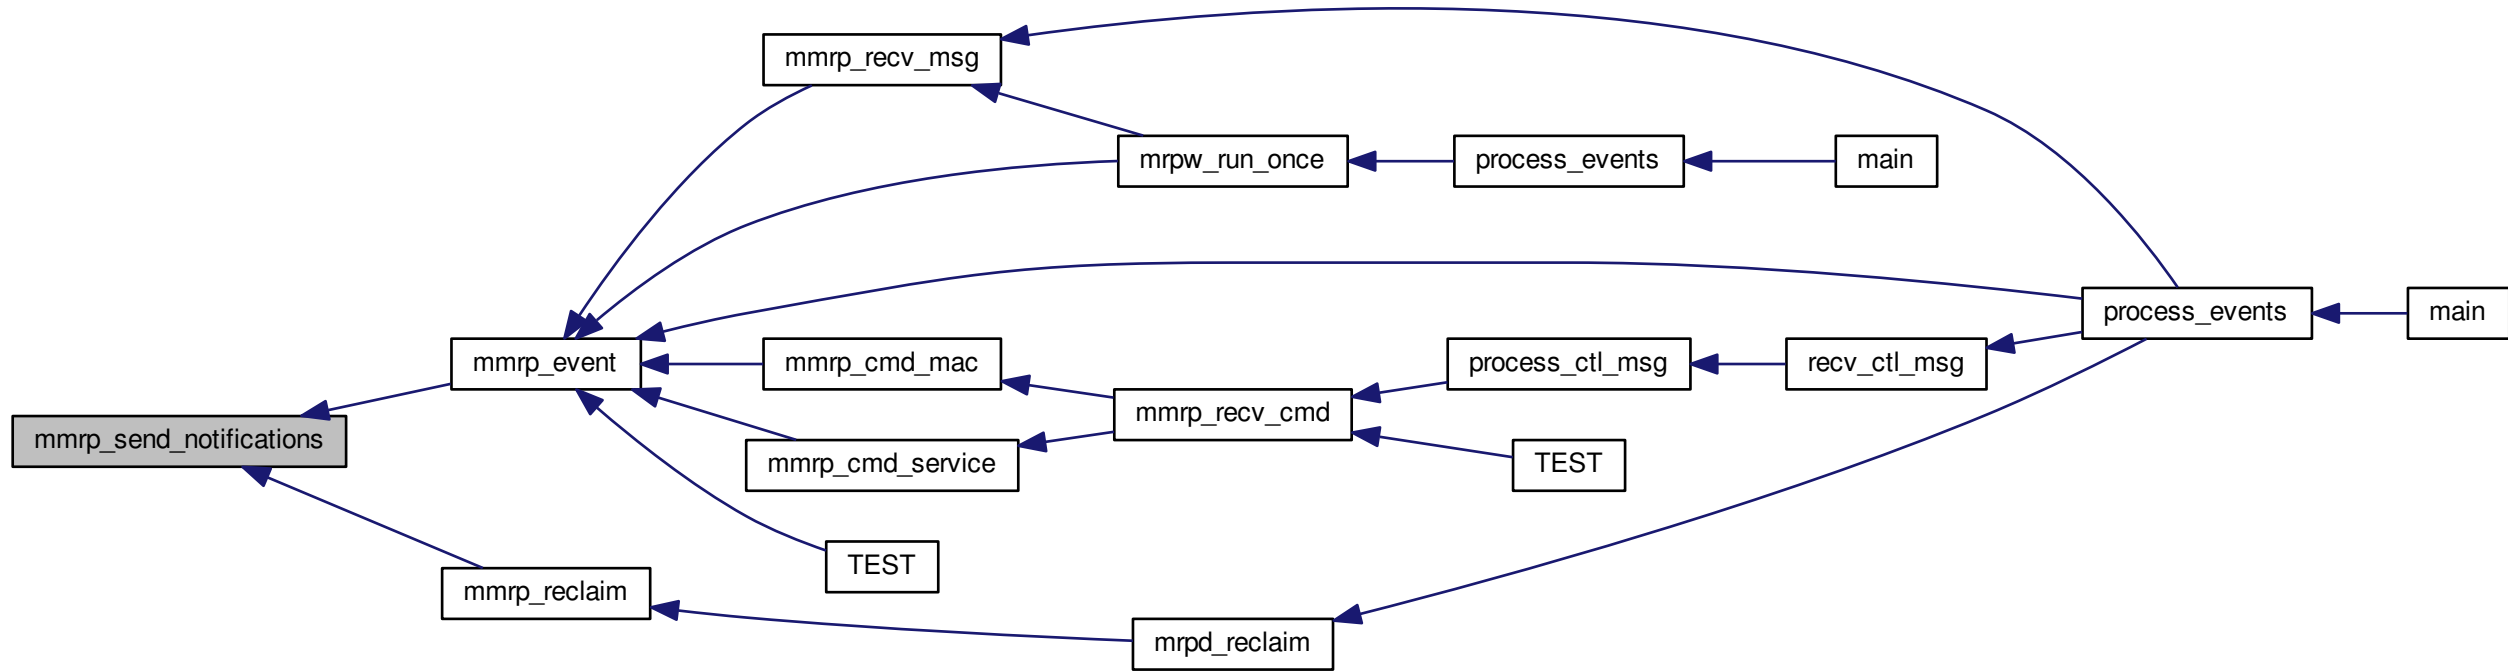 mmrp_recv_msg
mrpw_run_once
process_events
main
process_events
main
mmrp_event
mmrp_cmd_mac
process_ctl_msg
recv_ctl_msg
mmrp_recv_cmd
mmrp_send_notifications
mmrp_cmd_service
TEST
TEST
mmrp_reclaim
mrpd_reclaim